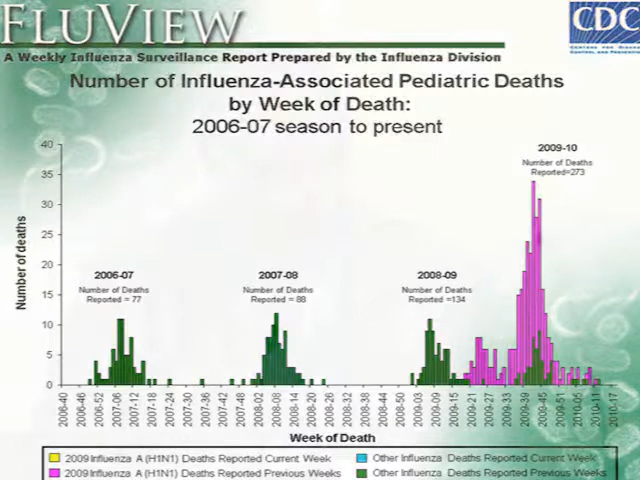 FLUVIEW
CDC
CENTERS FOR DISEASE
CONTROL AND PREVENTION
A Weekly Influenza Surveillance Report Prepared by the Influenza Division
Number of Influenza-Associated Pediatric Deaths
by Week of Death:
2006-07 season to present
2009-10
Number of Deaths
Reported=273
2006-07
Number of Deaths
Reported = 77
2007-08
Number of Deaths
Reported = 88
2008-09
Number of Deaths
Reported =134
Number of deaths
40
35
30
25
20
15
10
5
0
2006-40
2006-46
2006-52
2007-06
2007-12
2007-18
2007-24
2007-30
2007-36
2007-42
2007-48
2008-02
2008-08
2008-14
2008-20
2008-26
2008-32
2008-38
2008-44
2008-50
2009-03
2009-09
2009-15
2009-21
2009-27
2009-33
2009-39
2009-45
2009-51
2010-05
2010-11
2010-17
Week of Death
2009 Influenza A (H1N1) Deaths Reported Current Week
Other Influenza Deaths Reported Current Week
2009 Influenza A (H1N1) Deaths Reported Previous Weeks
Other Influenza Deaths Reported Previous Weeks